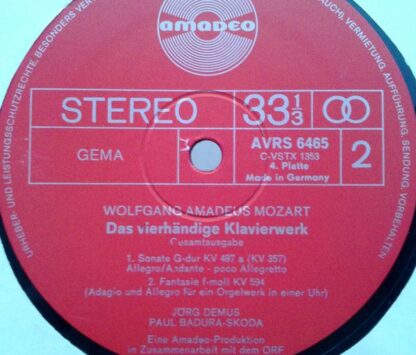 URHEBER- UND LEISTUNGSSCHUTZRECHTE, BESONDERS
AUCH), VERMIETUNG, AUFFÜHRUNG, SENDUNG VORBEHALTEN
amadeo
STEREO
33 1/3
GEMA
AVRS 6465
C-VSTX 1353
4. Platte
Made in Germany
2
WOLFGANG AMADEUS MOZART
Das vierhändige Klavierwerk
Gesamtausgabe
1. Sonate G-dur KV 497 a (KV 357)
Allegro/Andante - poco Allegretto
2. Fantasie f-moll KV 594
(Adagio und Allegro für ein Orgelwerk in einer Uhr)
JÖRG DEMUS
PAUL BADURA-SKODA
Eine Amadeo-Produktion
in Zusammenarbeit mit dem ORF